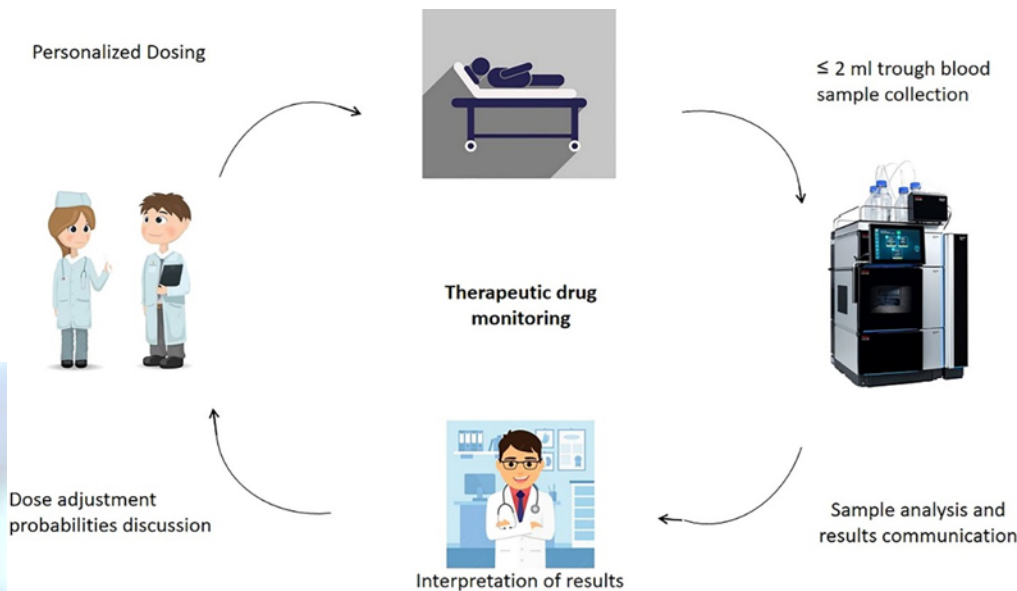 Personalized Dosing
≤ 2 ml trough blood
sample collection
Therapeutic drug
monitoring
Dose adjustment
probabilities discussion
Sample analysis and
results communication
Interpretation of results